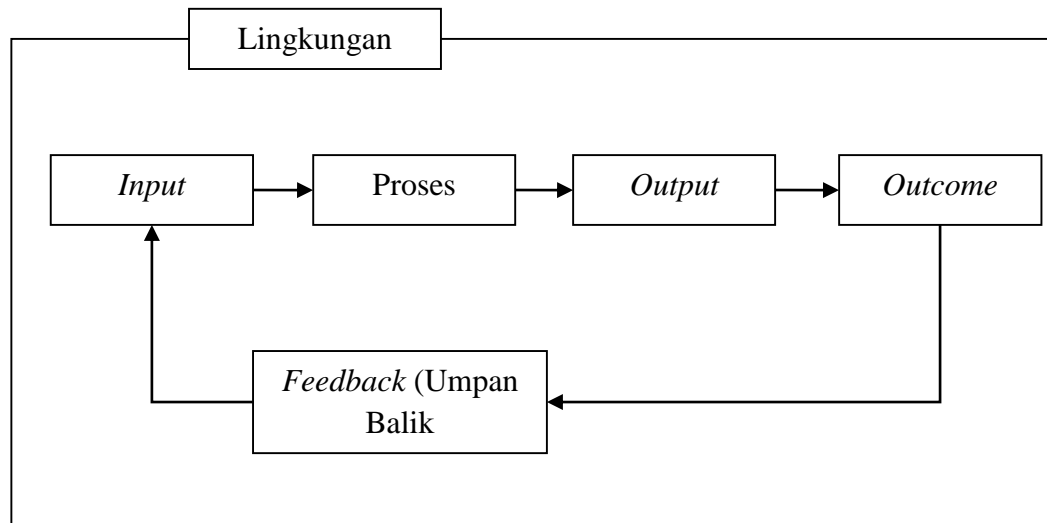 Lingkungan
Input
Proses
Output
Outcome
Feedback (Umpan
Balik